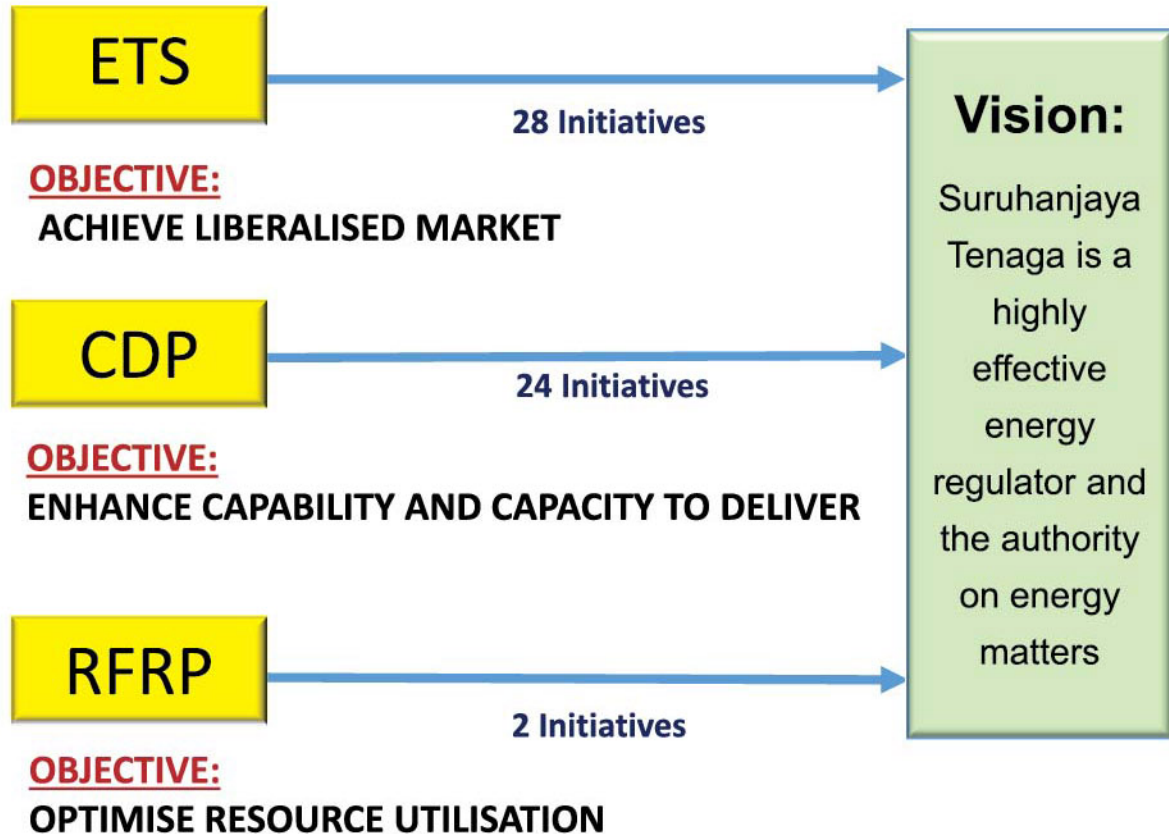 ETS
28 Initiatives
OBJECTIVE:
ACHIEVE LIBERALISED MARKET
CDP
24 Initiatives
OBJECTIVE:
ENHANCE CAPABILITY AND CAPACITY TO DELIVER
RFRP
2 Initiatives
OBJECTIVE:
OPTIMISE RESOURCE UTILISATION
Vision:
Suruhanjaya
Tenaga is a
highly
effective
energy
regulator and
the authority
on energy
matters